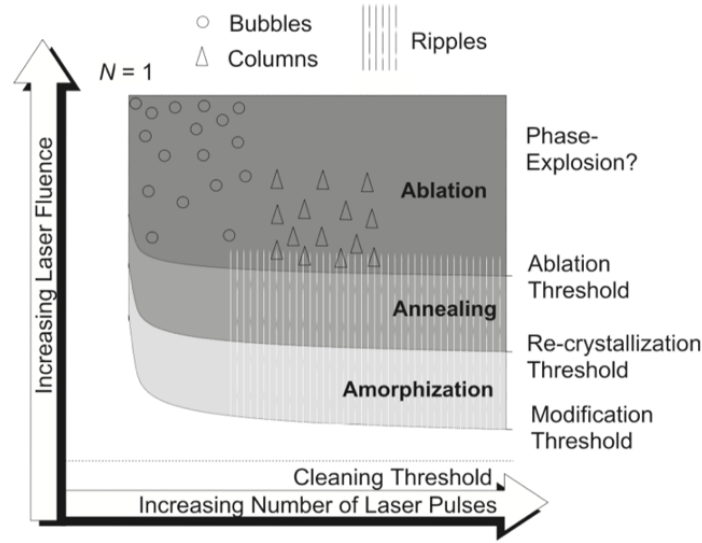 Bubbles
Columns
Ripples
N = 1
Increasing Laser Fluence
Phase-
Explosion?
Ablation
Ablation
Threshold
Annealing
Re-crystallization
Threshold
Amorphization
Modification
Threshold
Cleaning Threshold
Increasing Number of Laser Pulses